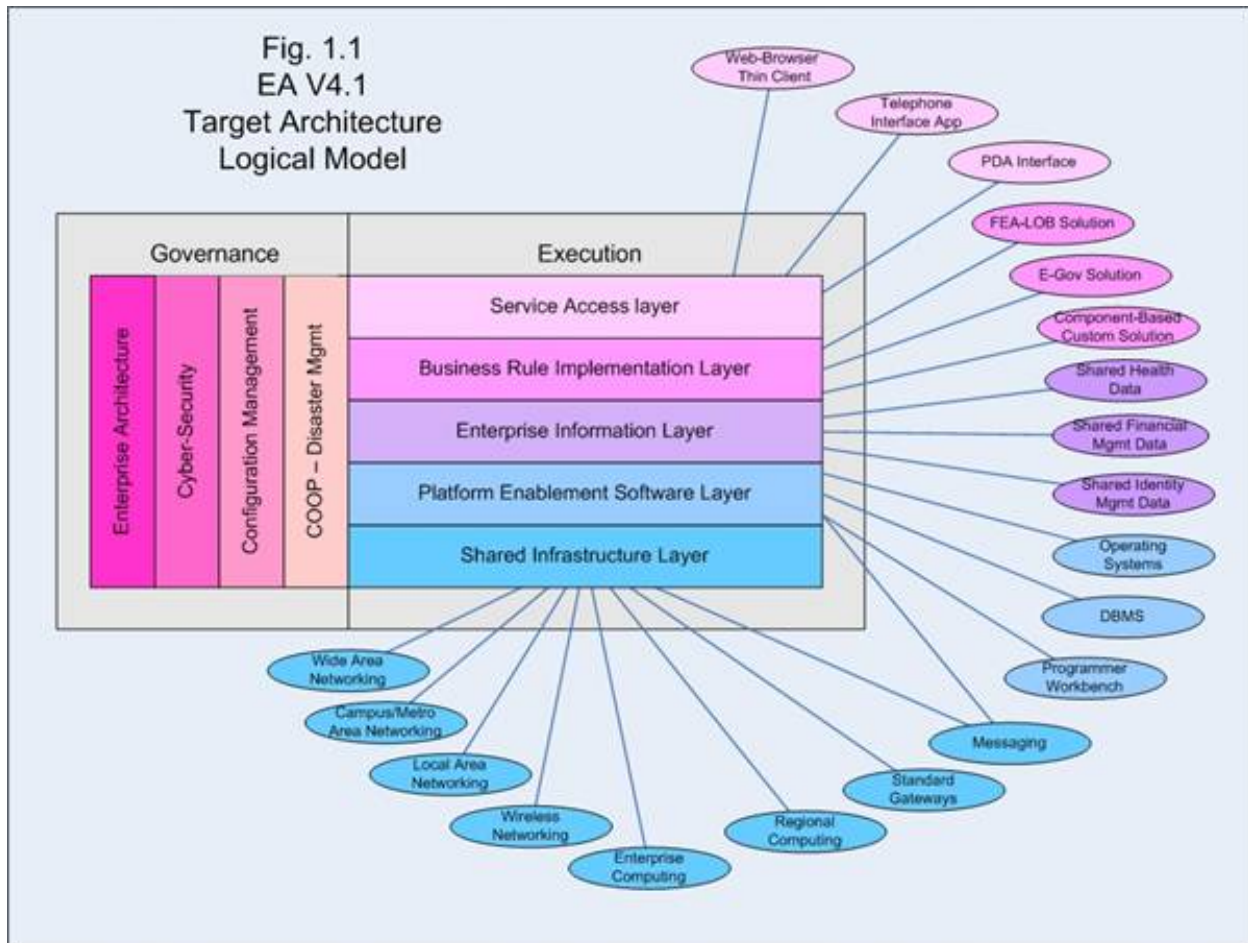 Fig. 1.1
EA V4.1
Target Architecture
Logical Model
Web-Browser
Thin Client
Telephone
Interface App
PDA Interface
FEA-LOB Solution
E-Gov Solution
Component-Based
Custom Solution
Shared Health
Data
Shared Financial
Mgmt Data
Shared Identity
Mgmt Data
Operating
Systems
DBMS
Programmer
Workbench
Messaging
Standard
Gateways
Regional
Computing
Enterprise
Computing
Wireless
Networking
Local Area
Networking
Campus/Metro
Area Networking
Wide Area
Networking
Governance
Enterprise Architecture
Cyber-Security
Configuration Management
COOP – Disaster Mgmt
Execution
Service Access layer
Business Rule Implementation Layer
Enterprise Information Layer
Platform Enablement Software Layer
Shared Infrastructure Layer